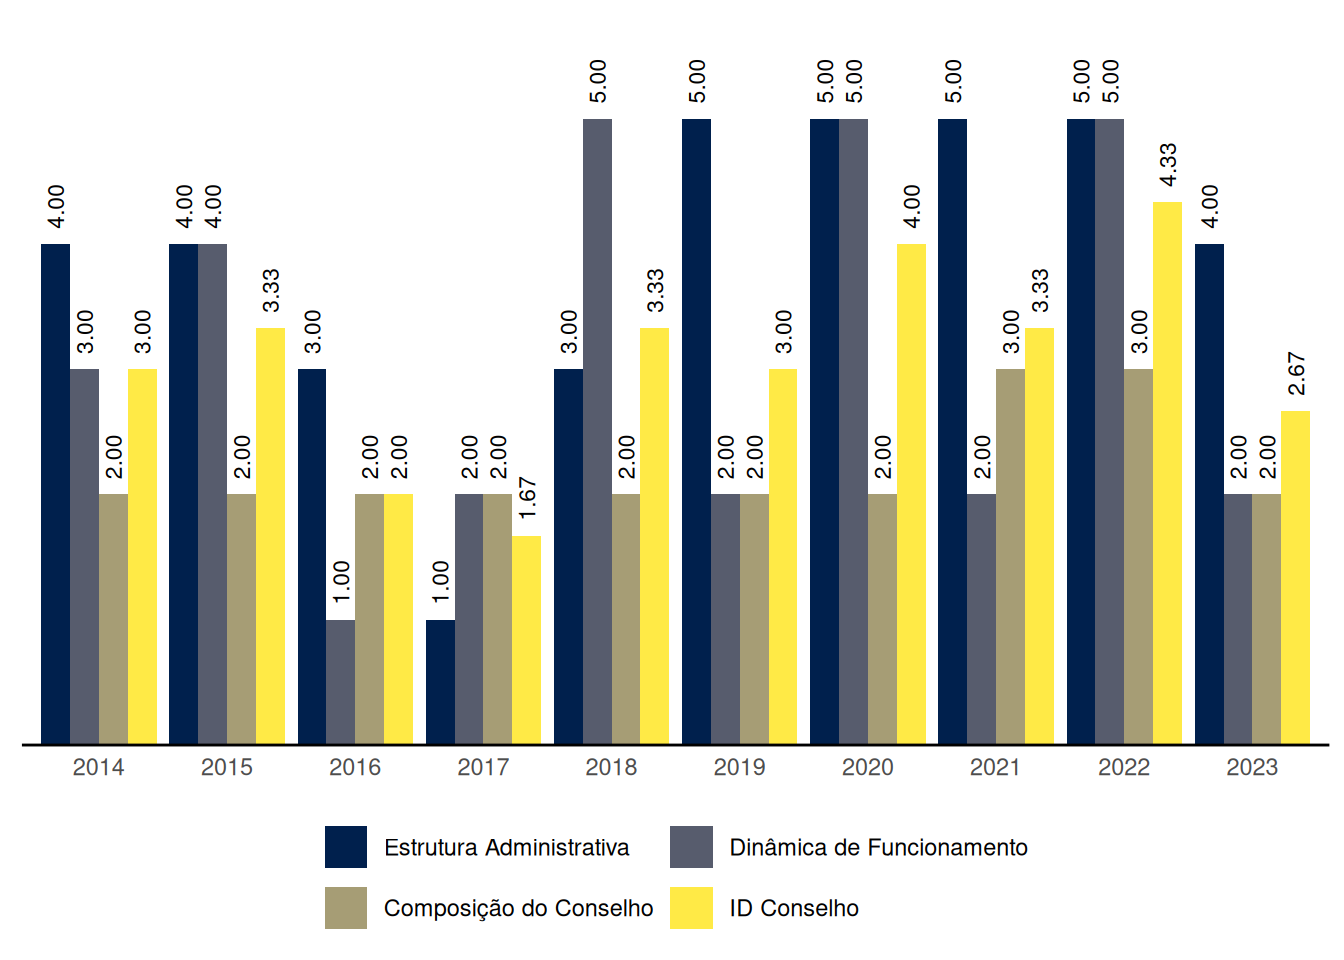 4.00 3.00 2.00 3.00 4.00 4.00 2.00 3.33 3.00 1.00 2.00 2.00 1.00 2.00 2.00 1.67 3.00 5.00 2.00 3.33 5.00 2.00 2.00 3.00 5.00 5.00 2.00 4.00 5.00 2.00 3.00 3.33 5.00 5.00 3.00 4.33 4.00 2.00 2.00 2.67
2014 2015 2016 2017 2018 2019 2020 2021 2022 2023
Estrutura Administrativa Dinâmica de Funcionamento
Composição do Conselho ID Conselho